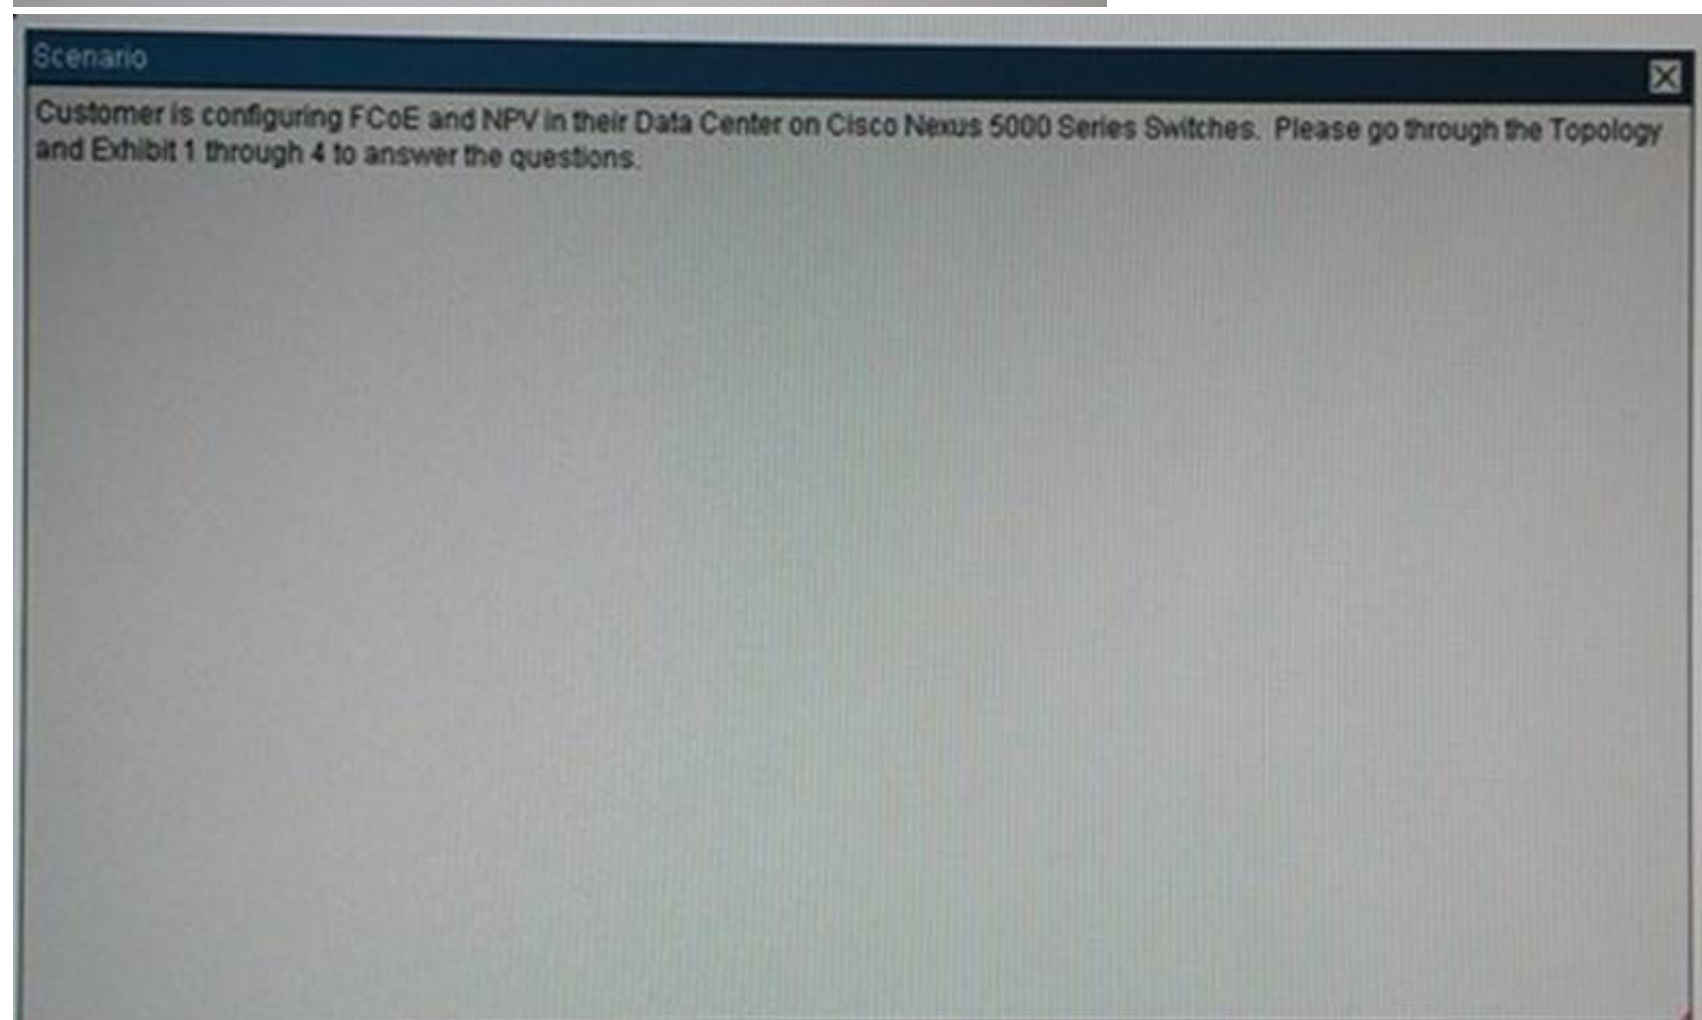 Scenario
Customer is configuring FCoE and NPV in their Data Center on Cisco Nexus 5000 Series Switches. Please go through the Topology
and Exhibit 1 through 4 to answer the questions.